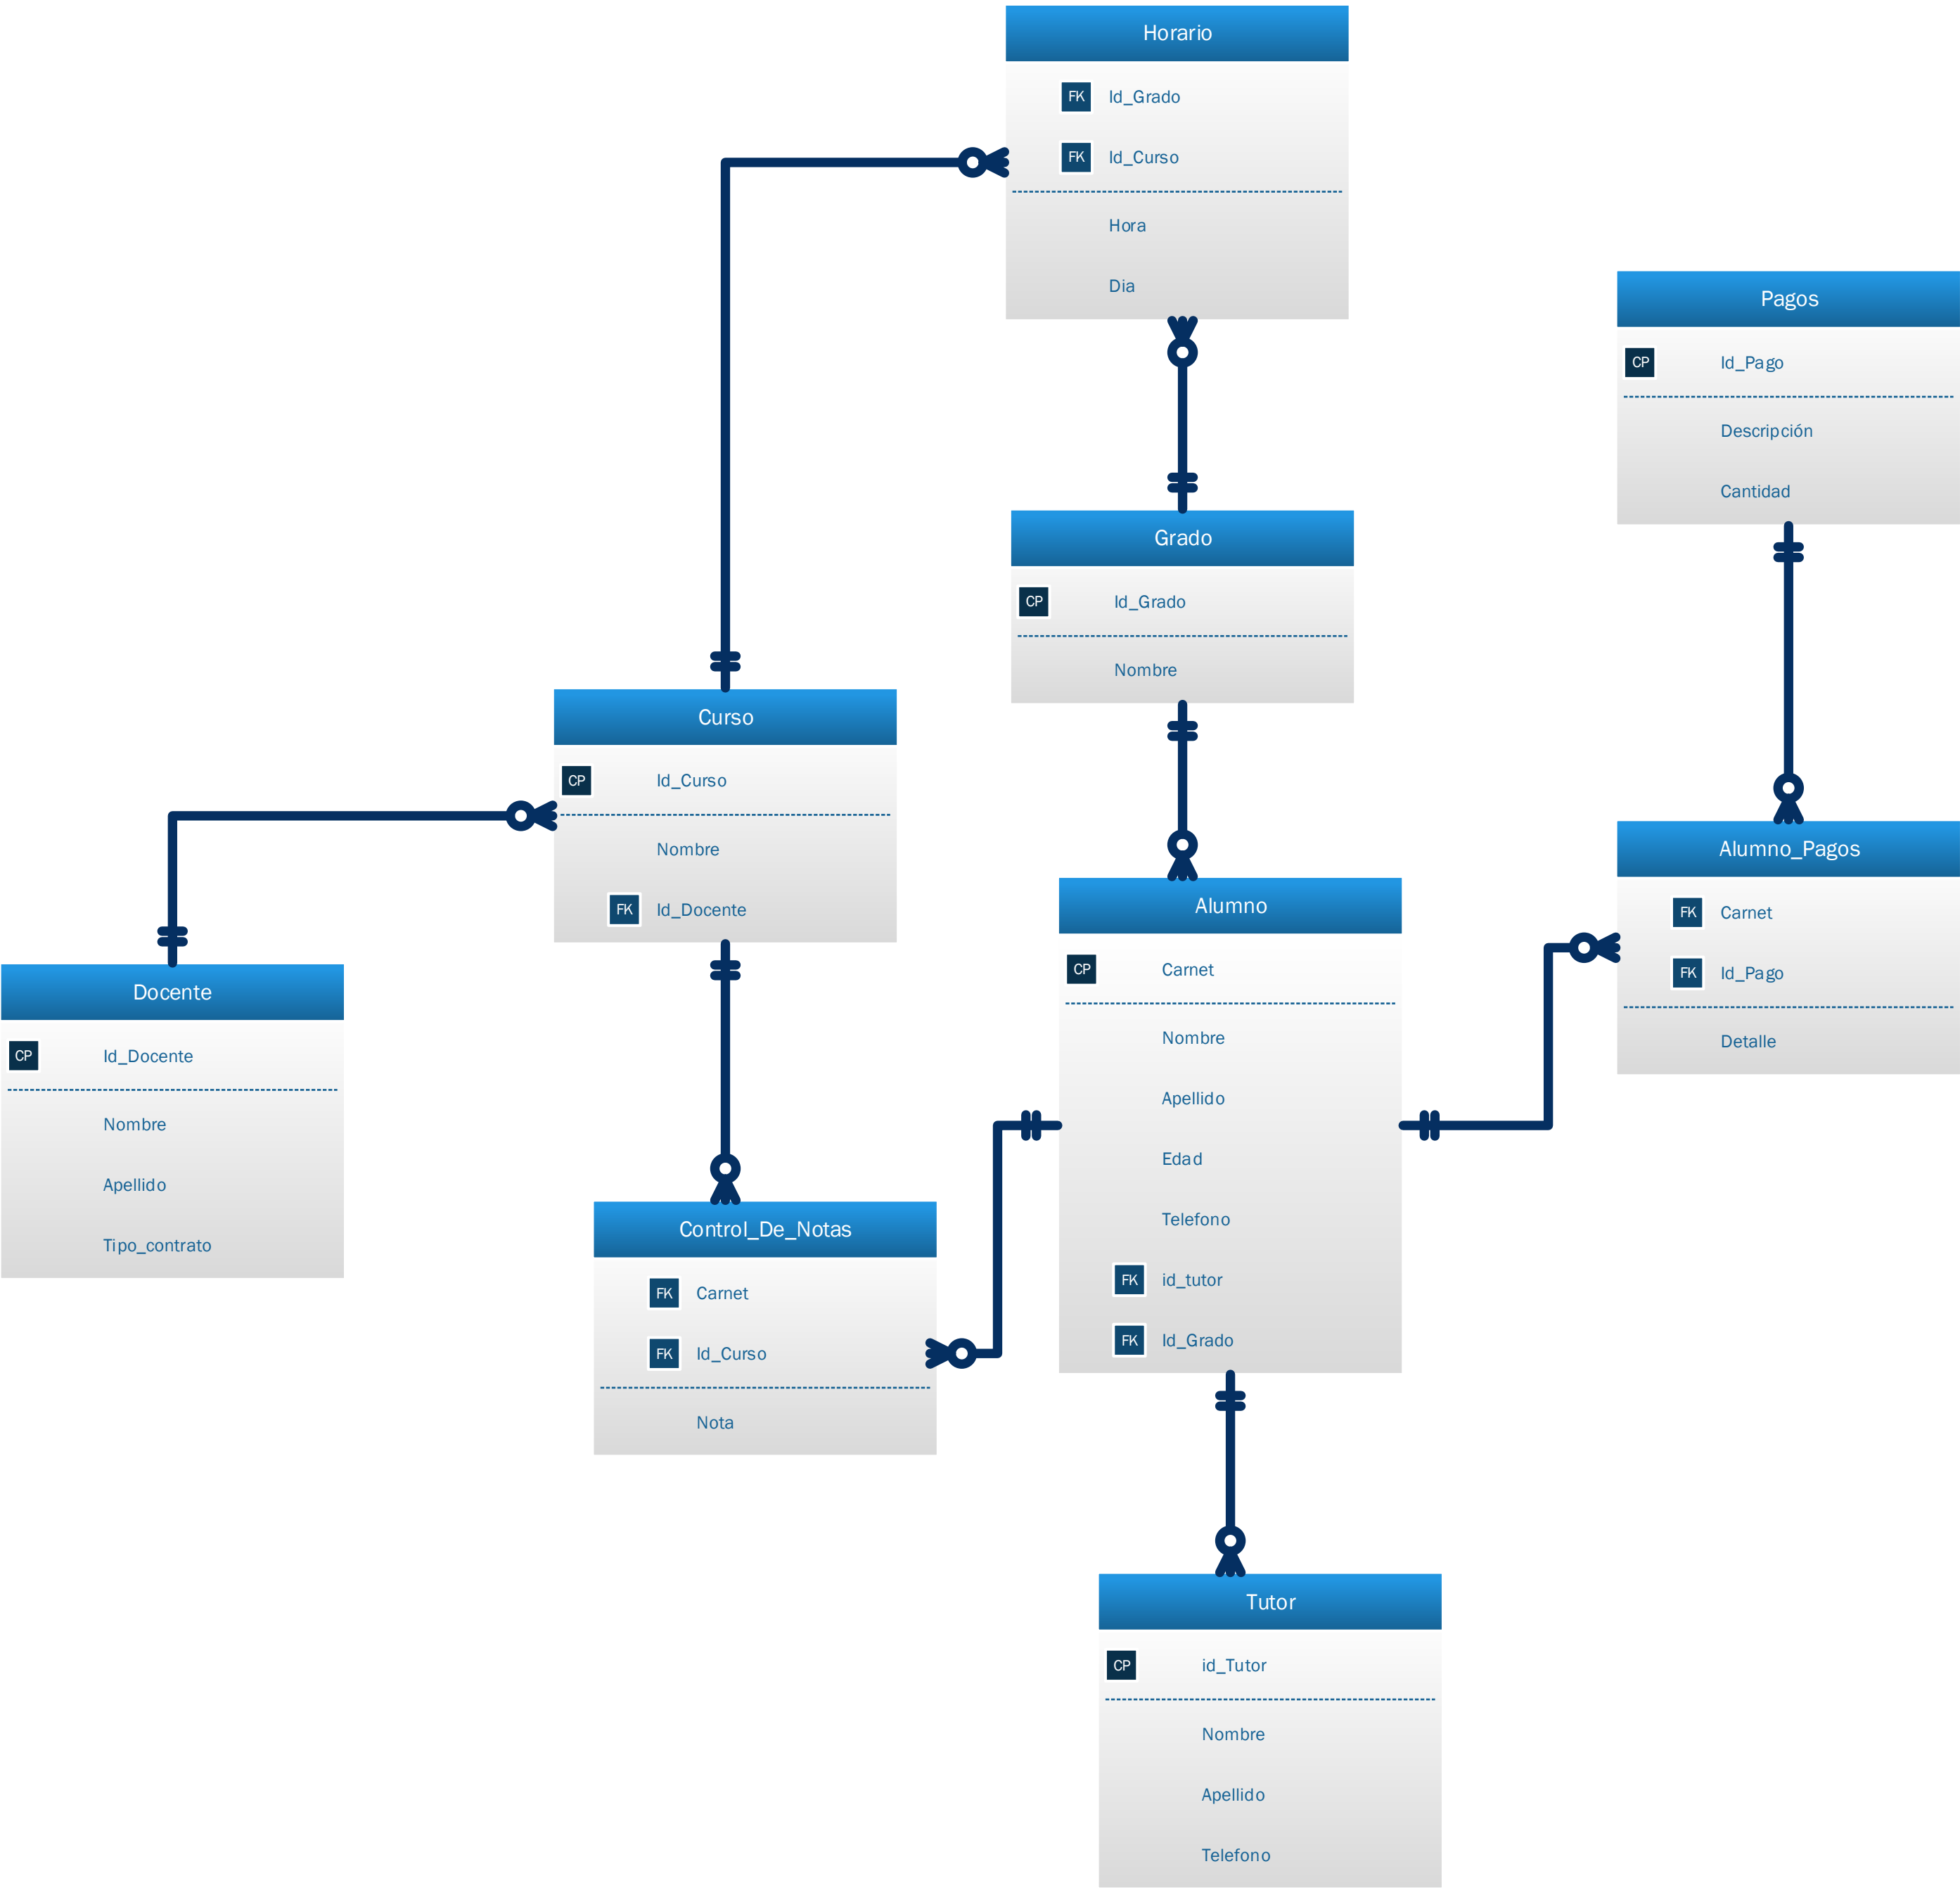 Horario
FK Id_Grado
FK Id_Curso
Hora
Dia
Pagos
CP Id_Pago
Descripción
Cantidad
Grado
CP Id_Grado
Nombre
Curso
CP Id_Curso
Nombre
FK Id_Docente
Alumno_Pagos
FK Carnet
FK Id_Pago
Detalle
Alumno
CP Carnet
Nombre
Apellido
Edad
Telefono
FK id_tutor
FK Id_Grado
Docente
CP Id_Docente
Nombre
Apellido
Tipo_contrato
Control_De_Notas
FK Carnet
FK Id_Curso
Nota
Tutor
CP id_Tutor
Nombre
Apellido
Telefono